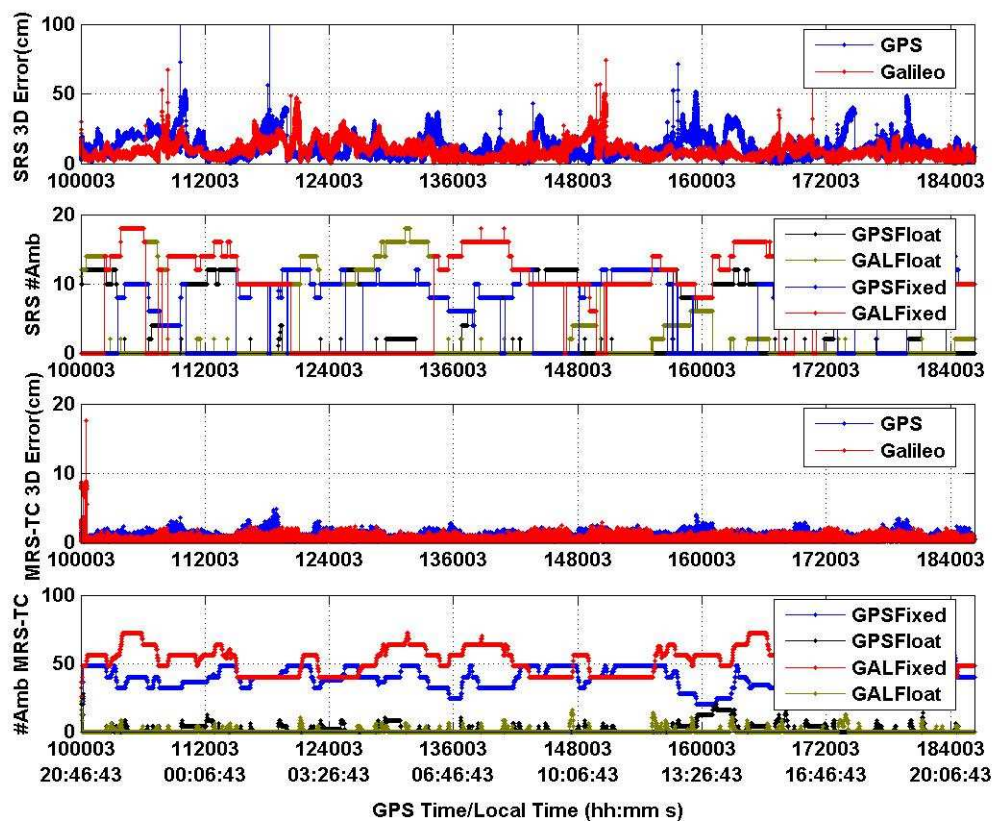 SRS 3D Error(cm)
100
50
0
GPS
Galileo
100003 112003 124003 136003 148003 160003 172003 184003
SRS #Amb
20
10
0
GPSFloat
GALFloat
GPSFixed
GALFixed
100003 112003 124003 136003 148003 160003 172003 184003
MRS-TC 3D Error(cm)
20
10
0
GPS
Galileo
100003 112003 124003 136003 148003 160003 172003 184003
#Amb MRS-TC
100
50
0
GPSFixed
GPSFloat
GALFixed
GALFloat
100003 112003 124003 136003 148003 160003 172003 184003
20:46:43 00:06:43 03:26:43 06:46:43 10:06:43 13:26:43 16:46:43 20:06:43
GPS Time/Local Time (hh:mm s)